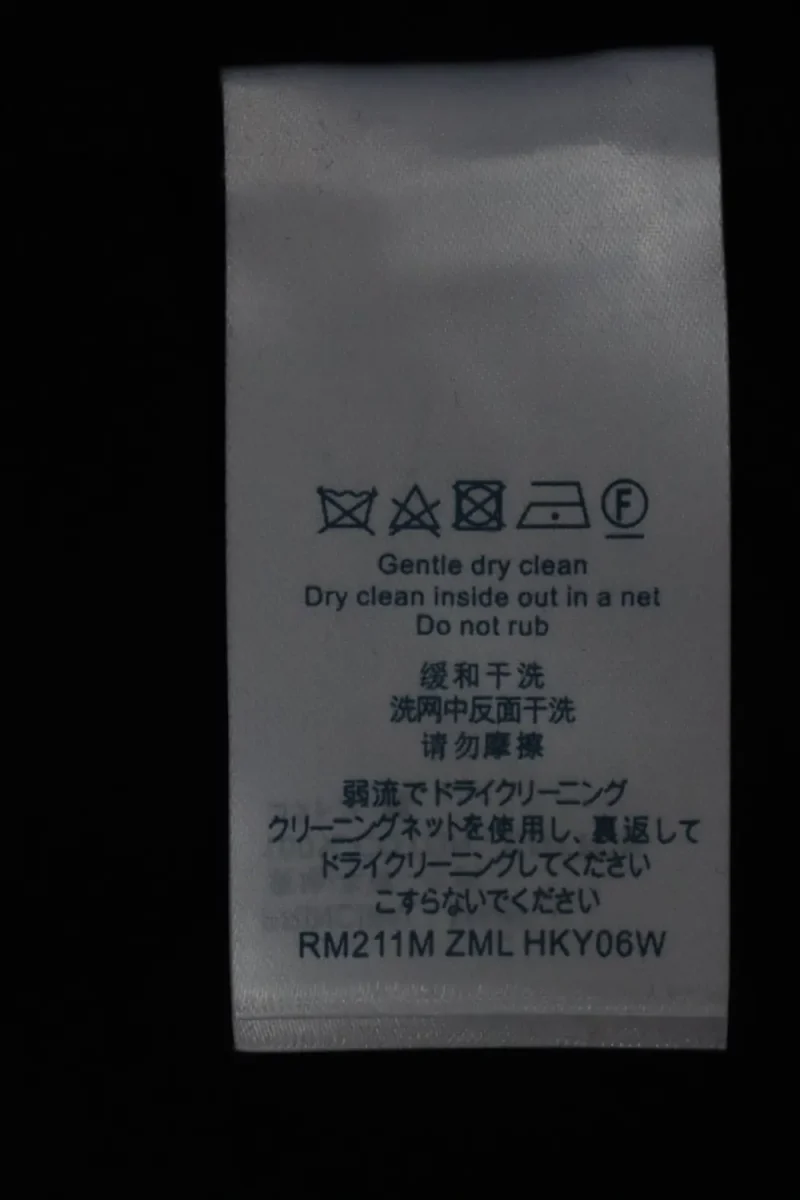 F
Gentle dry clean
Dry clean inside out in a net
Do not rub
缓和干洗
洗网中反面干洗
请勿摩擦
弱流でドライクリーニング
クリーニングネットを使用し、裏返して
ドライクリーニングしてください
こすらないでください
RM211M ZML HKY06W